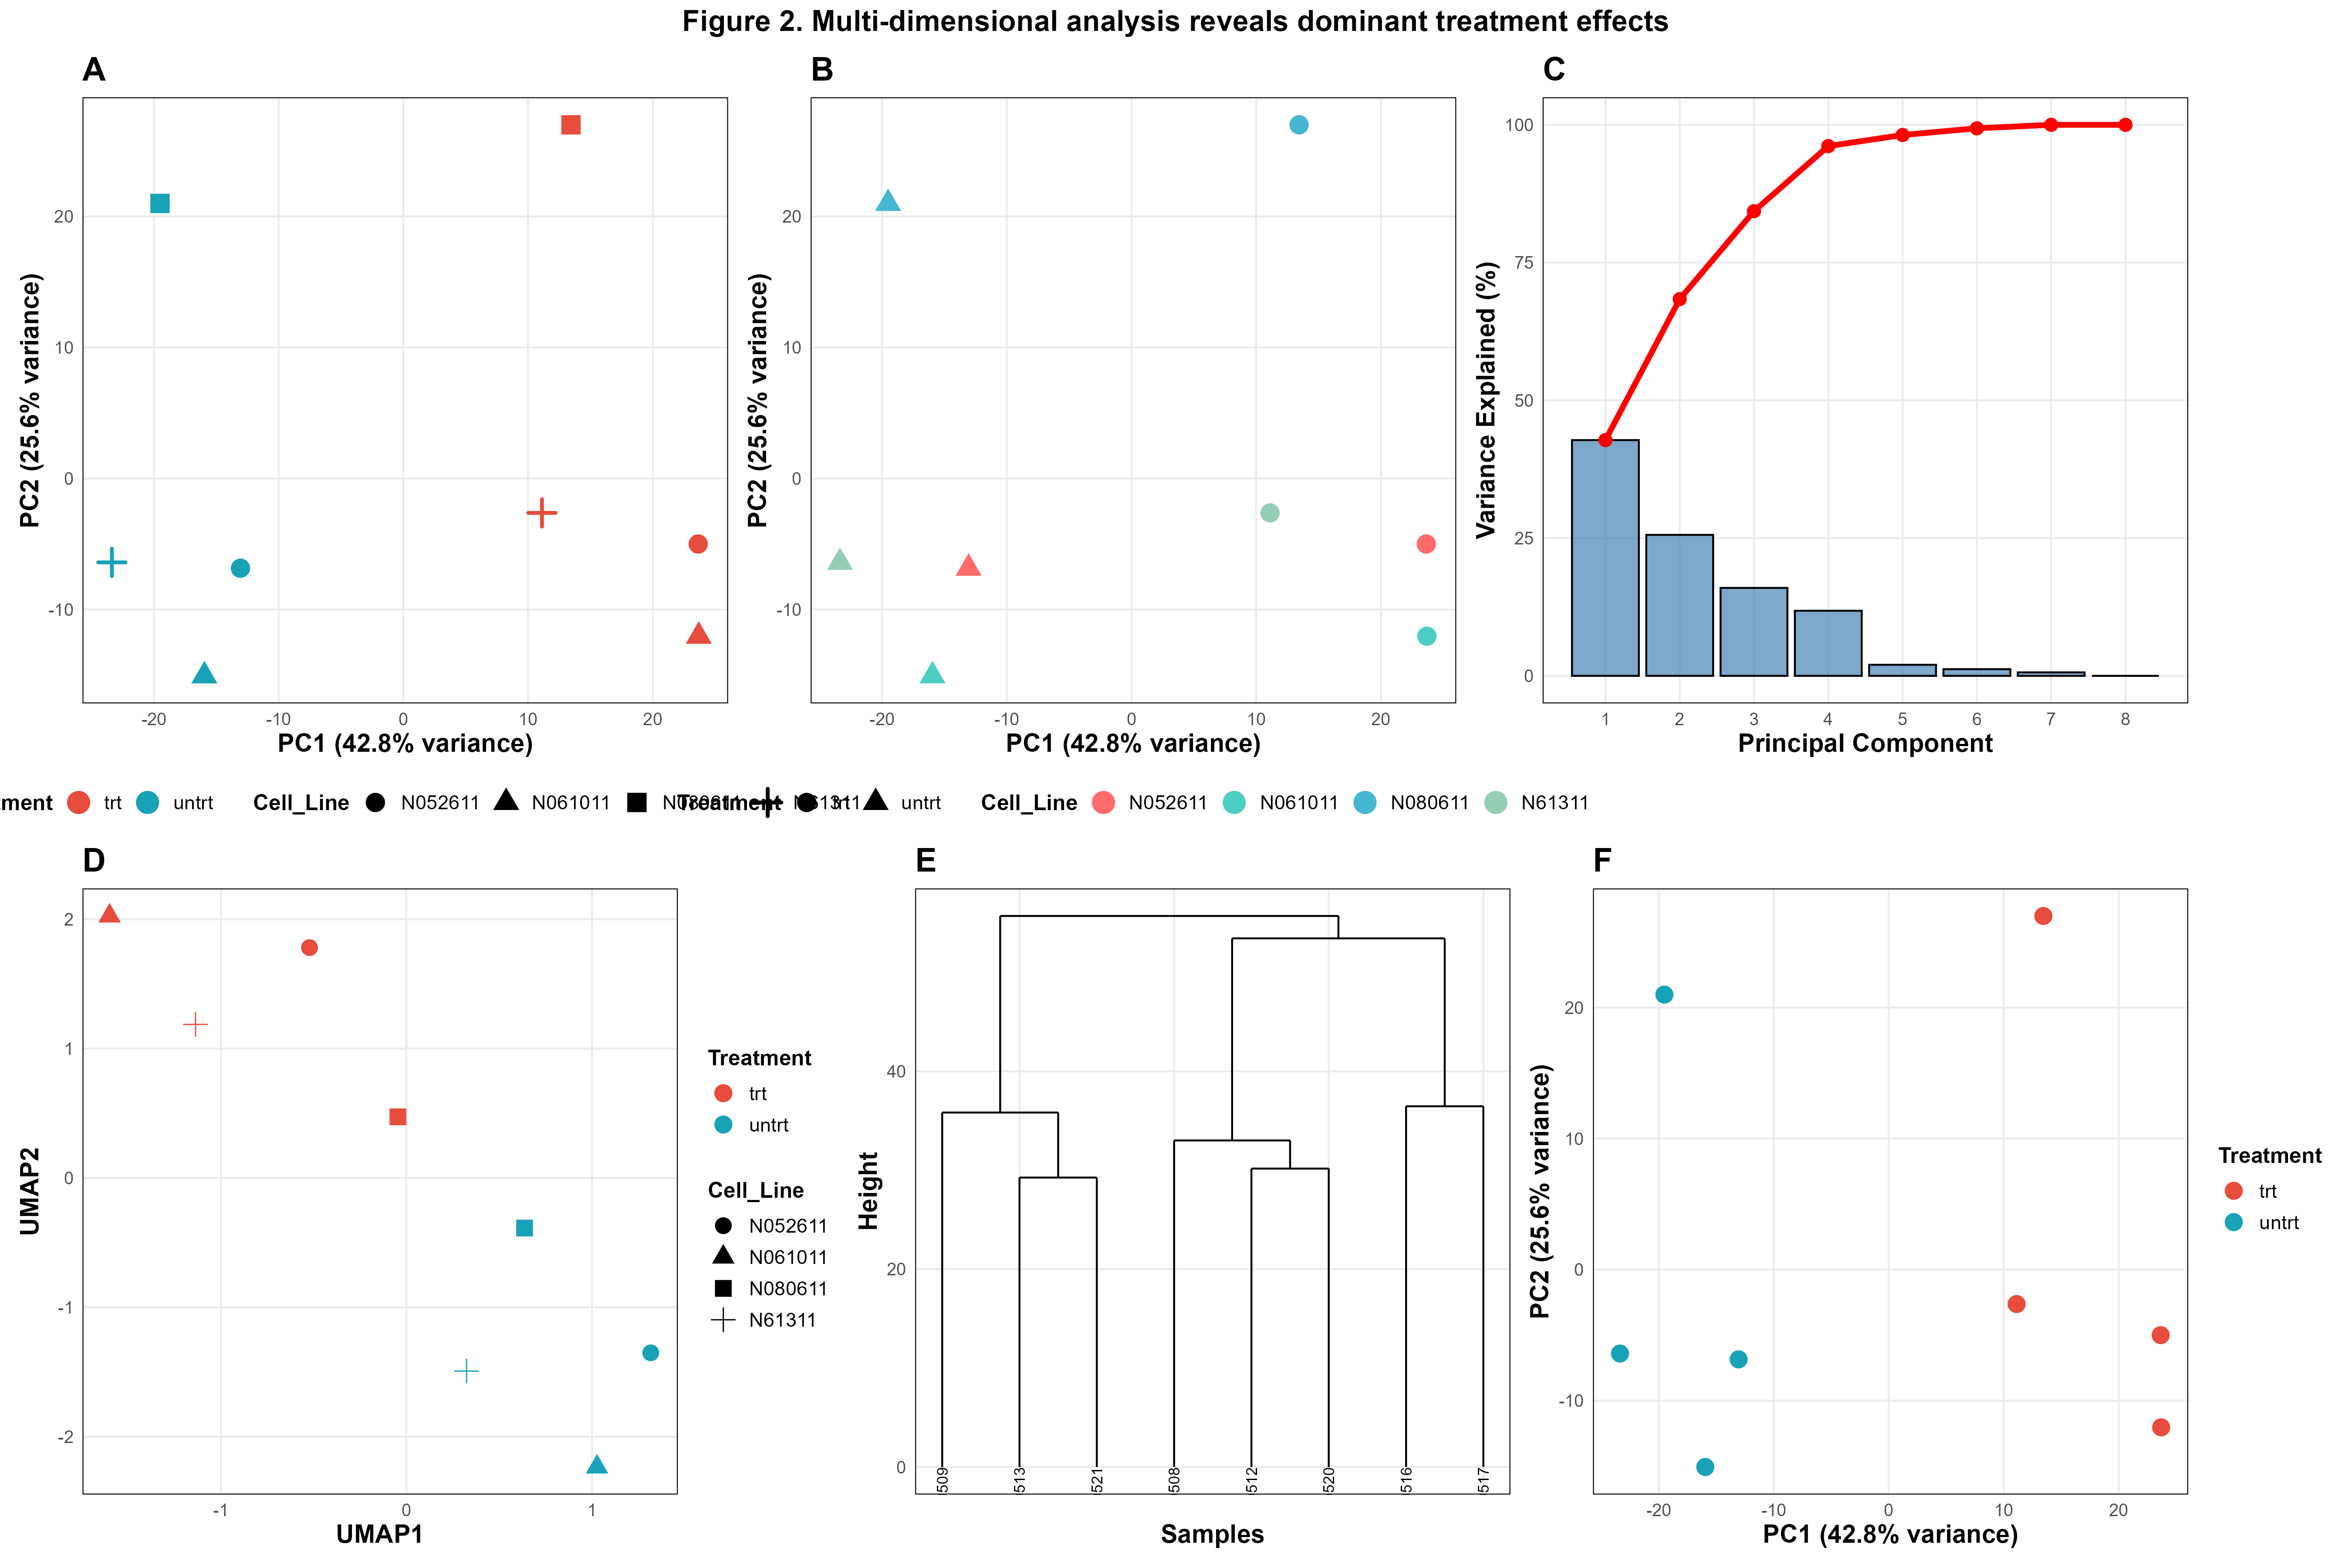 Figure 2. Multi-dimensional analysis reveals dominant treatment effects
A
20
10
0
-10
-20
-10
0
10
20
PC2 (25.6% variance)
PC1 (42.8% variance)
B
20
10
0
-10
-20
-10
0
10
20
PC2 (25.6% variance)
PC1 (42.8% variance)
C
100
75
50
25
0
1
2
3
4
5
6
7
8
Variance Explained (%)
Principal Component
tment
trt
untrt
Cell_Line
N052611
N061011
N080611
N61311
Treatment
trt
untrt
Cell_Line
N052611
N061011
N080611
N61311
D
2
1
0
-1
-2
-1
0
1
UMAP2
UMAP1
Treatment
trt
untrt
Cell_Line
N052611
N061011
N080611
N61311
E
40
20
0
509
513
521
508
512
520
516
517
Height
Samples
F
20
10
0
-10
-20
-10
0
10
20
PC2 (25.6% variance)
PC1 (42.8% variance)
Treatment
trt
untrt